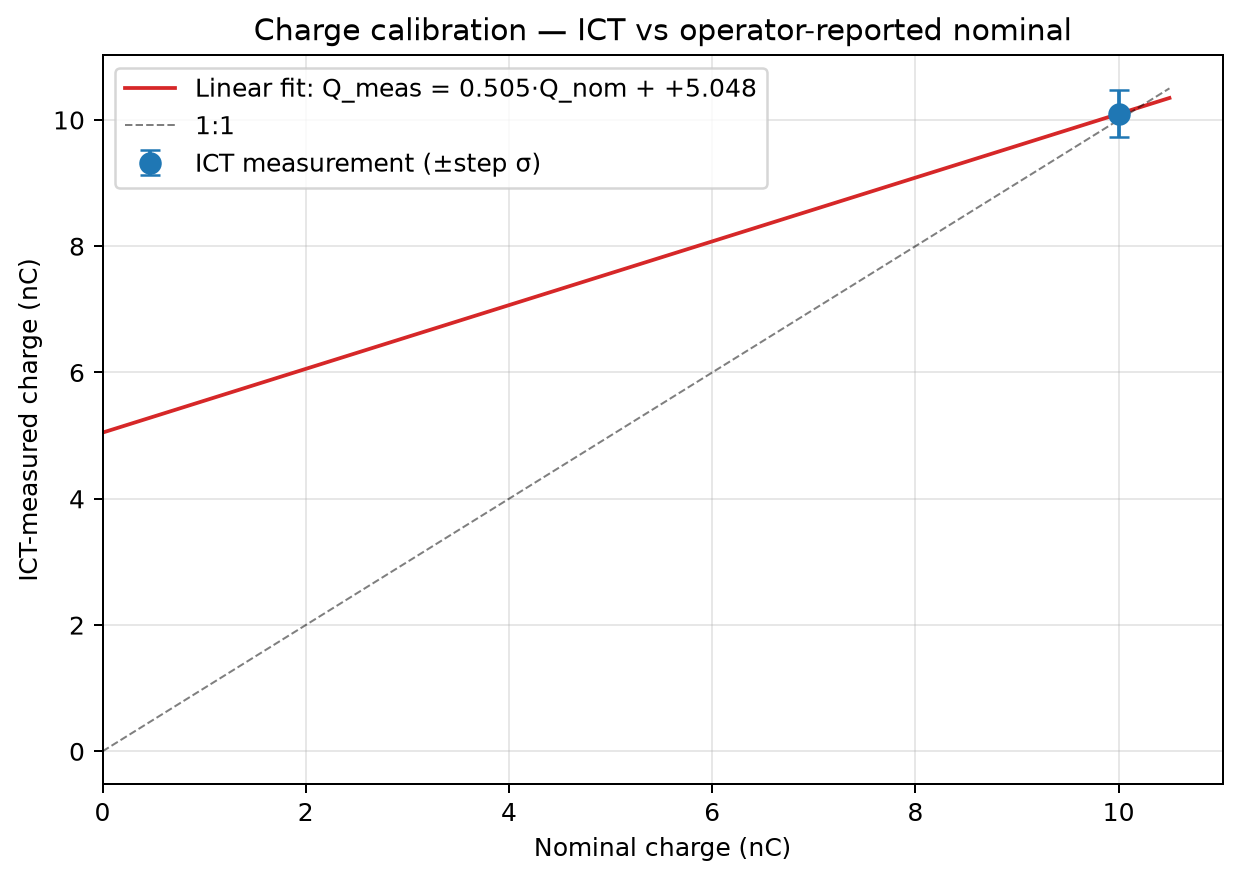 Charge calibration — ICT vs operator-reported nominal
Linear fit: Q_meas = 0.505·Q_nom + +5.048
1:1
ICT measurement (±step σ)
ICT-measured charge (nC)
10
8
6
4
2
0
0 2 4 6 8 10
Nominal charge (nC)